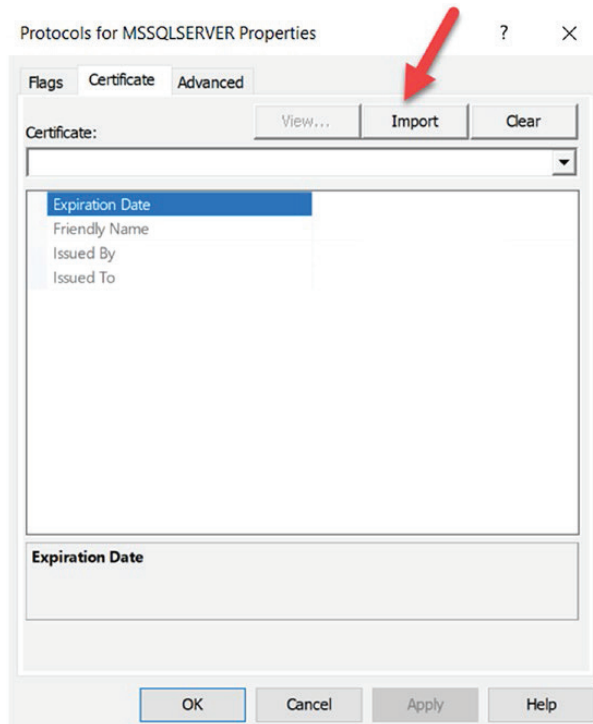 Protocols for MSSQLSERVER Properties ? ×
Flags Certificate Advanced
View... Import Clear
Certificate:
Expiration Date
Friendly Name
Issued By
Issued To
Expiration Date
OK Cancel Apply Help